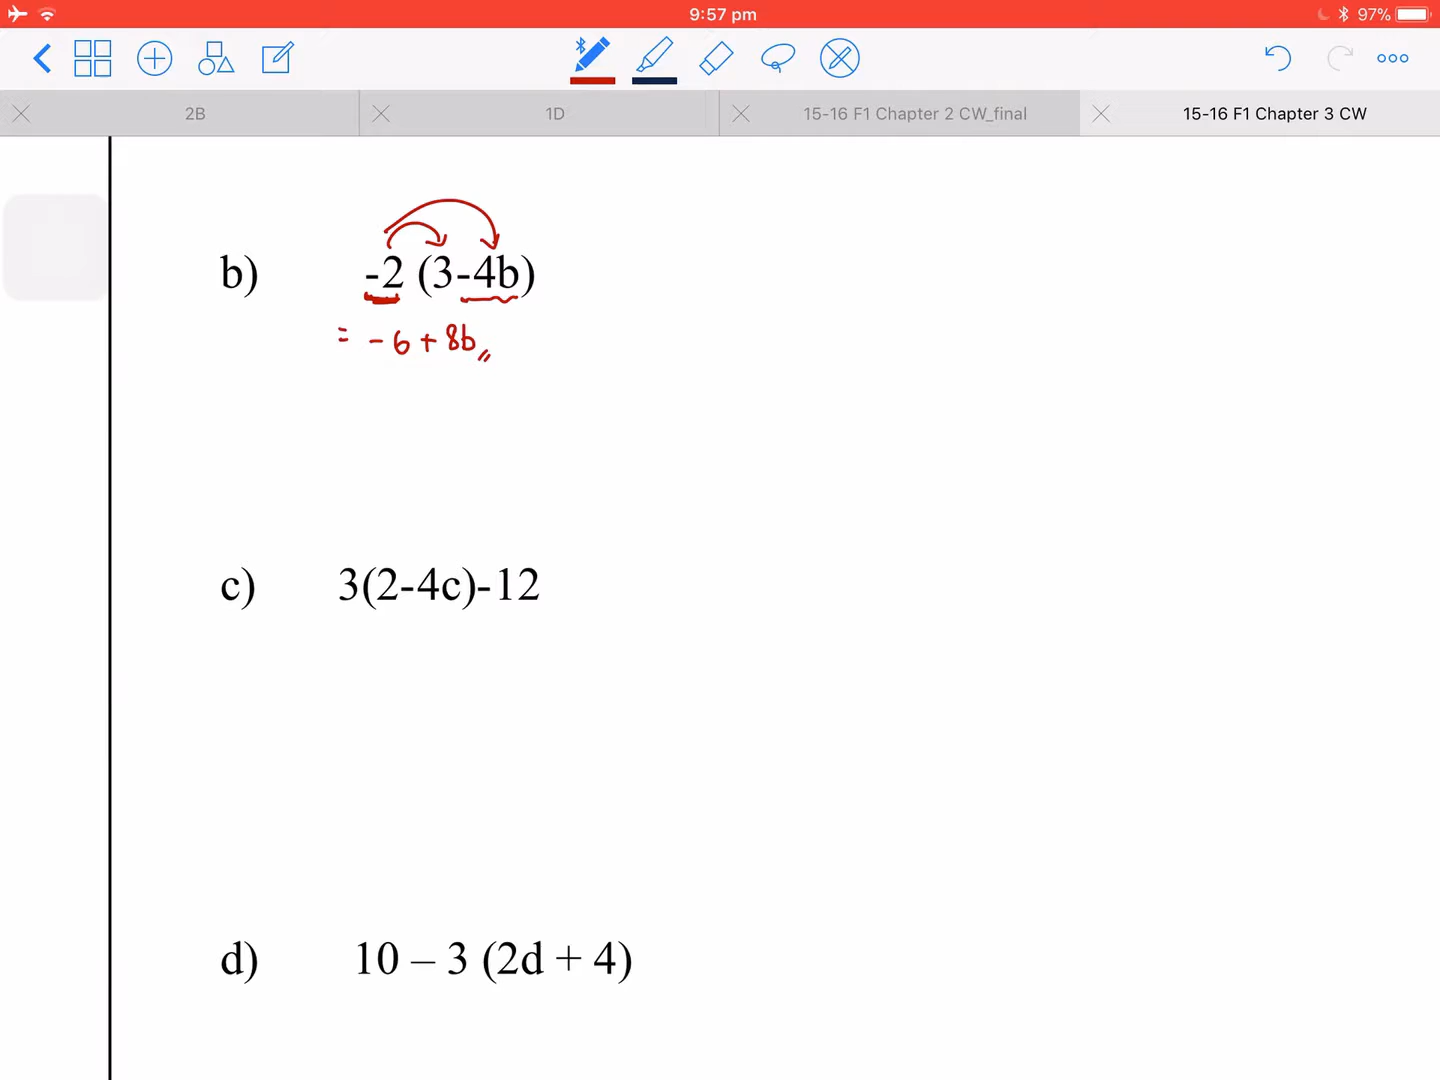 9:57 pm
97%
2B
1D
15-16 F1 Chapter 2 CW_final
15-16 F1 Chapter 3 CW
b) -2 (3-4b)
= -6 + 8b
c) 3(2-4c)-12
d) 10 – 3 (2d + 4)